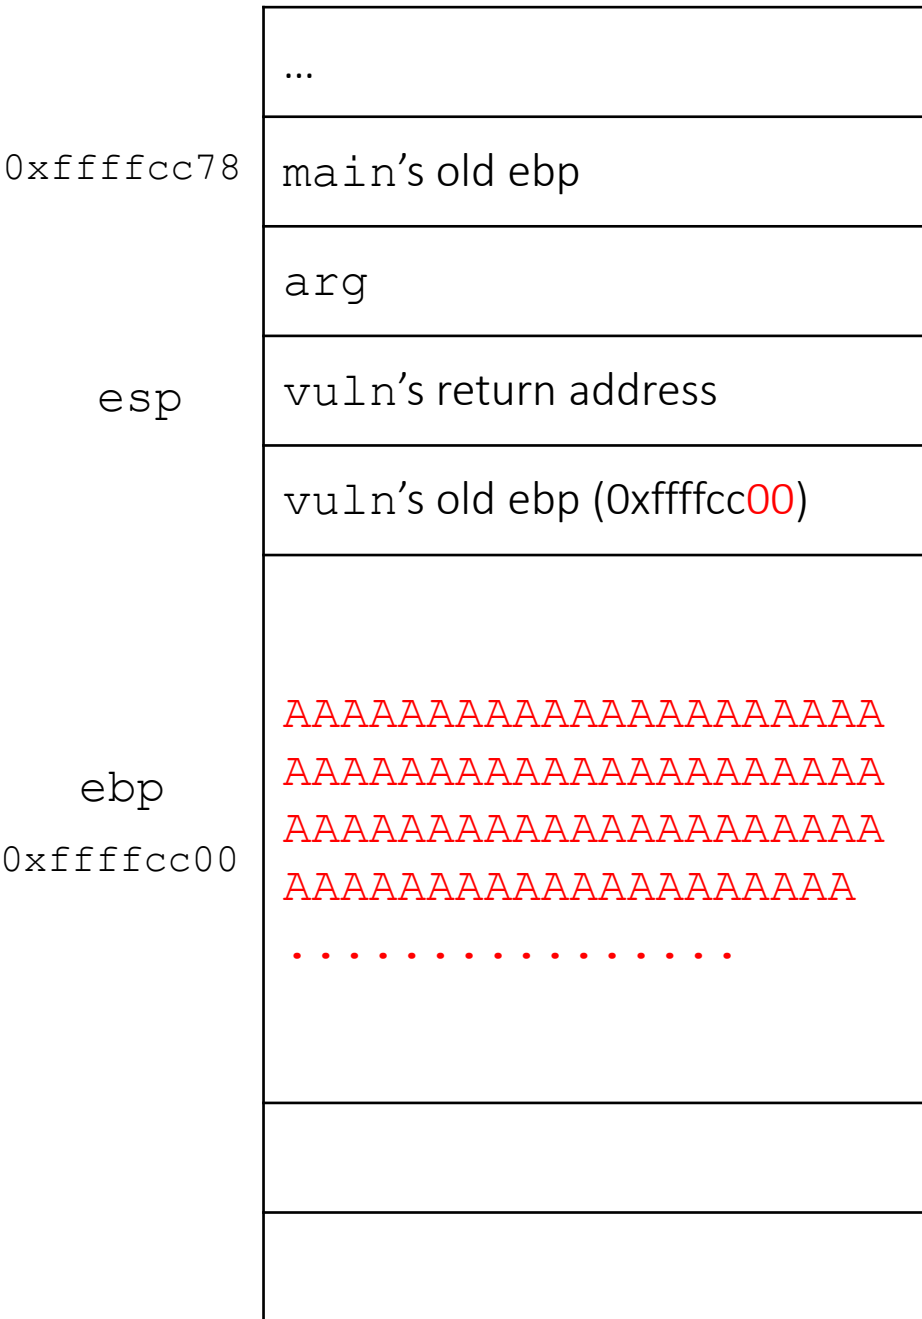 ...
0xffffcc78 main’s old ebp
arg
esp vuln’s return address
vuln’s old ebp (0xffffcc00)
AAAAAAAAAAAAAAAAAAAAA
ebp AAAAAAAAAAAAAAAAAAAAA
AAAAAAAAAAAAAAAAAAAAA
0xffffcc00 AAAAAAAAAAAAAAAAAAAA
................